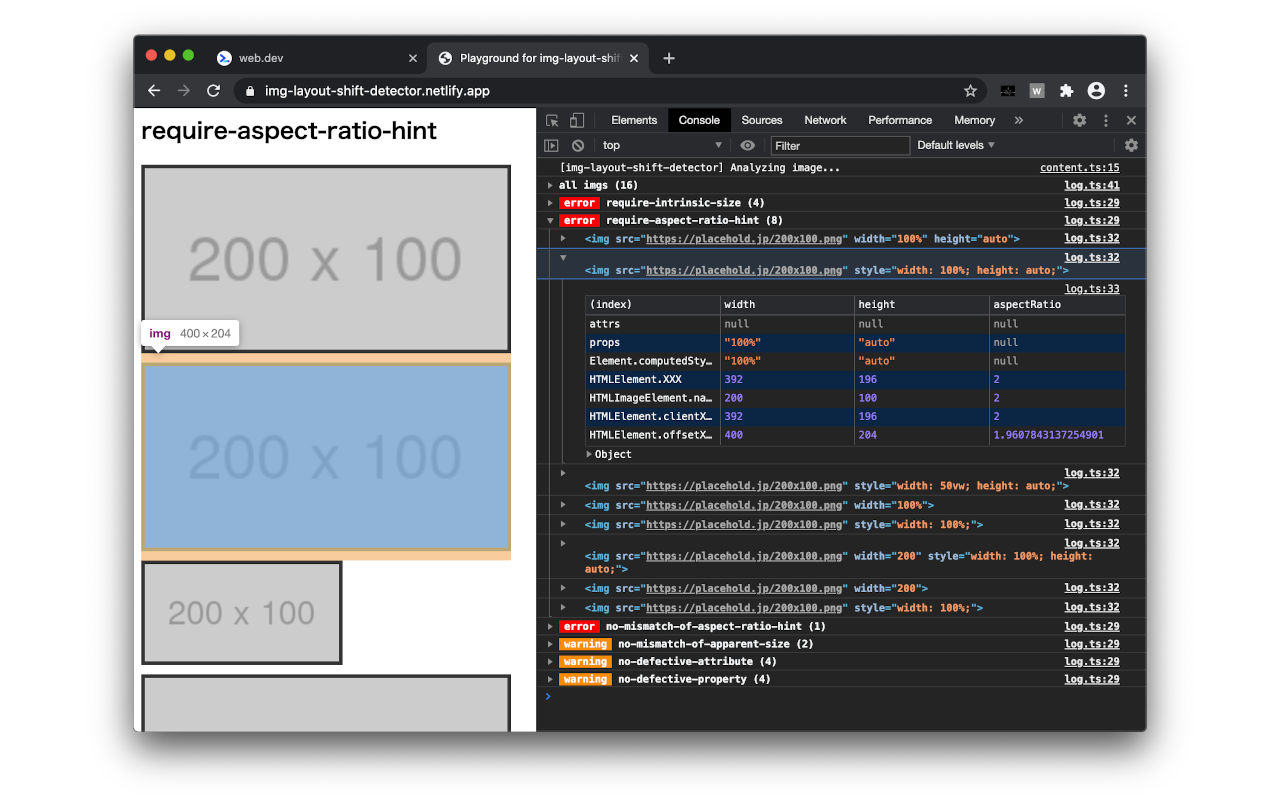 web.dev
Playground for img-layout-shif
img-layout-shift-detector.netlify.app
W
require-aspect-ratio-hint
200 x 100
img 400 × 204
200 x 100
200 x 100
Elements Console Sources Network Performance Memory »
top Filter Default levels
[img-layout-shift-detector] Analyzing image... content.ts:15
all imgs (16) log.ts:41
error require-intrinsic-size (4) log.ts:29
error require-aspect-ratio-hint (8) log.ts:29
<img src="https://placehold.jp/200x100.png" width="100%" height="auto"> log.ts:32
log.ts:32
<img src="https://placehold.jp/200x100.png" style="width: 100%; height: auto;">
log.ts:33
(index) width height aspectRatio
attrs null null null
props "100%" "auto" null
Element.computedSty… "100%" "auto" null
HTMLElement.XXX 392 196 2
HTMLImageElement.na… 200 100 2
HTMLElement.clientX… 392 196 2
HTMLElement.offsetX… 400 204 1.9607843137254901
Object
log.ts:32
<img src="https://placehold.jp/200x100.png" style="width: 50vw; height: auto;">
<img src="https://placehold.jp/200x100.png" width="100%"> log.ts:32
<img src="https://placehold.jp/200x100.png" style="width: 100%;"> log.ts:32
log.ts:32
<img src="https://placehold.jp/200x100.png" width="200" style="width: 100%; height:
auto;">
<img src="https://placehold.jp/200x100.png" width="200"> log.ts:32
<img src="https://placehold.jp/200x100.png" style="width: 100%;"> log.ts:32
error no-mismatch-of-aspect-ratio-hint (1) log.ts:29
warning no-mismatch-of-apparent-size (2) log.ts:29
warning no-defective-attribute (4) log.ts:29
warning no-defective-property (4) log.ts:29